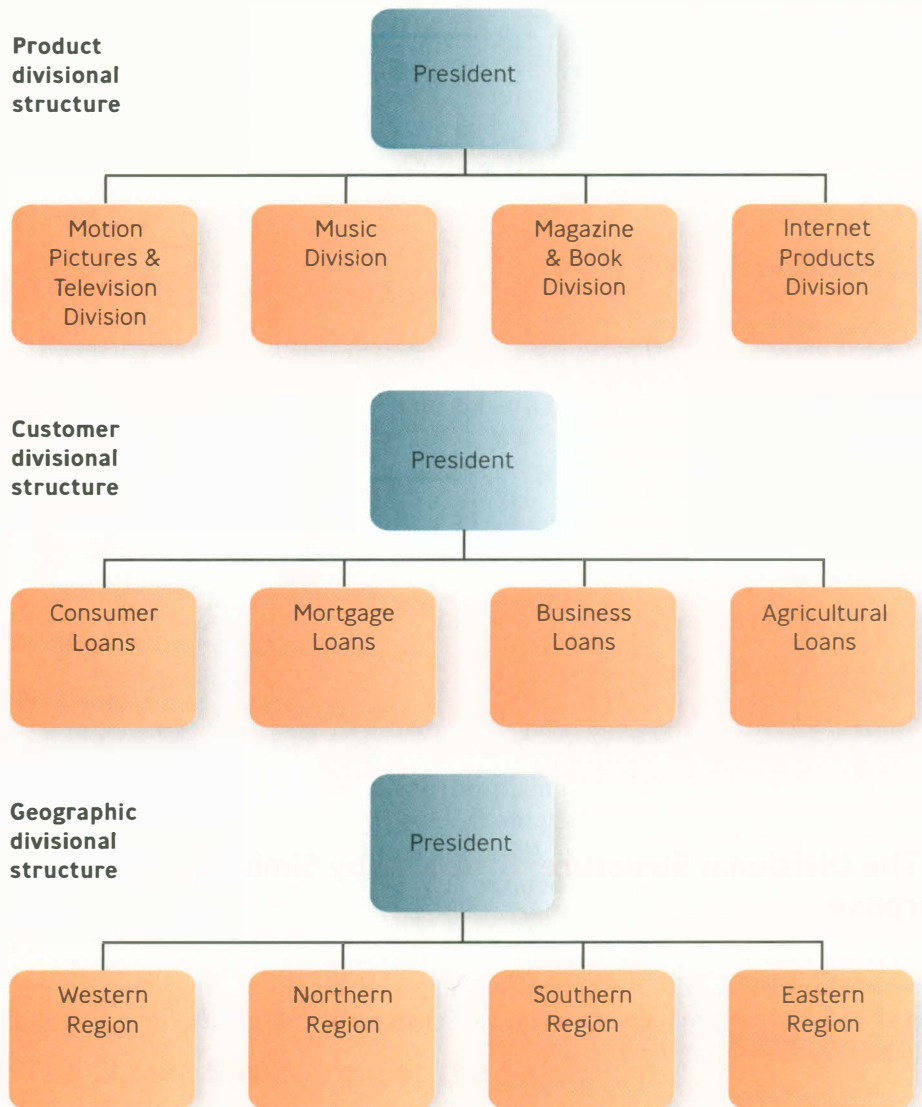 Product
divisional
structure
President
Motion
Pictures &
Television
Division
Music
Division
Magazine
& Book
Division
Internet
Products
Division
Customer
divisional
structure
President
Consumer
Loans
Mortgage
Loans
Business
Loans
Agricultural
Loans
Geographic
divisional
structure
President
Western
Region
Northern
Region
Southern
Region
Eastern
Region